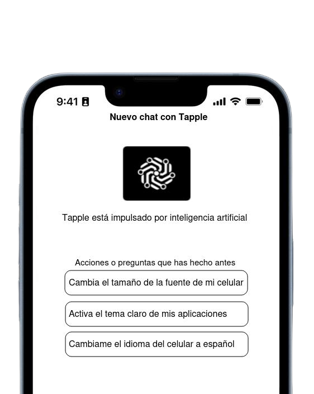 9:41
Nuevo chat con Tapple
Tapple está impulsado por inteligencia artificial
Acciones o preguntas que has hecho antes
Cambia el tamaño de la fuente de mi celular
Activa el tema claro de mis aplicaciones
Cambiame el idioma del celular a español